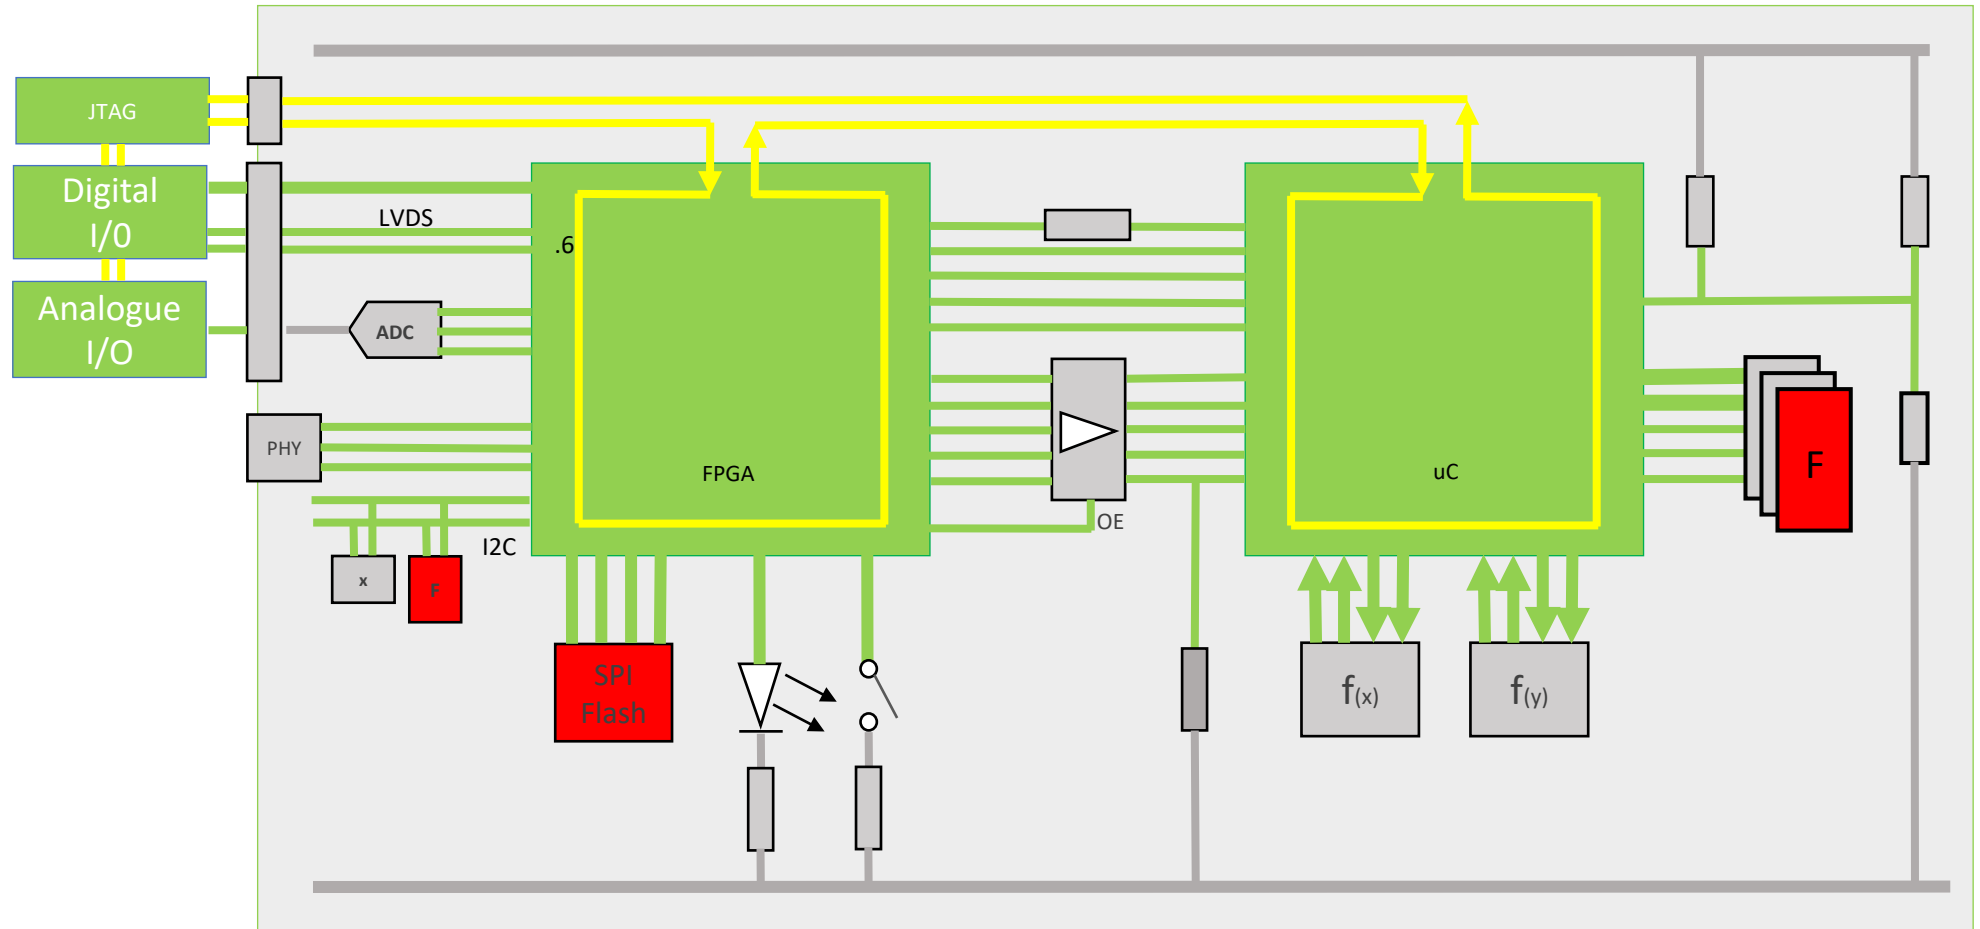 JTAG
Digital
I/0
Analogue
I/O
LVDS
.6
ADC
PHY
I2C
x
F
FPGA
SPI
Flash
OE
uC
f(x)
f(y)
F